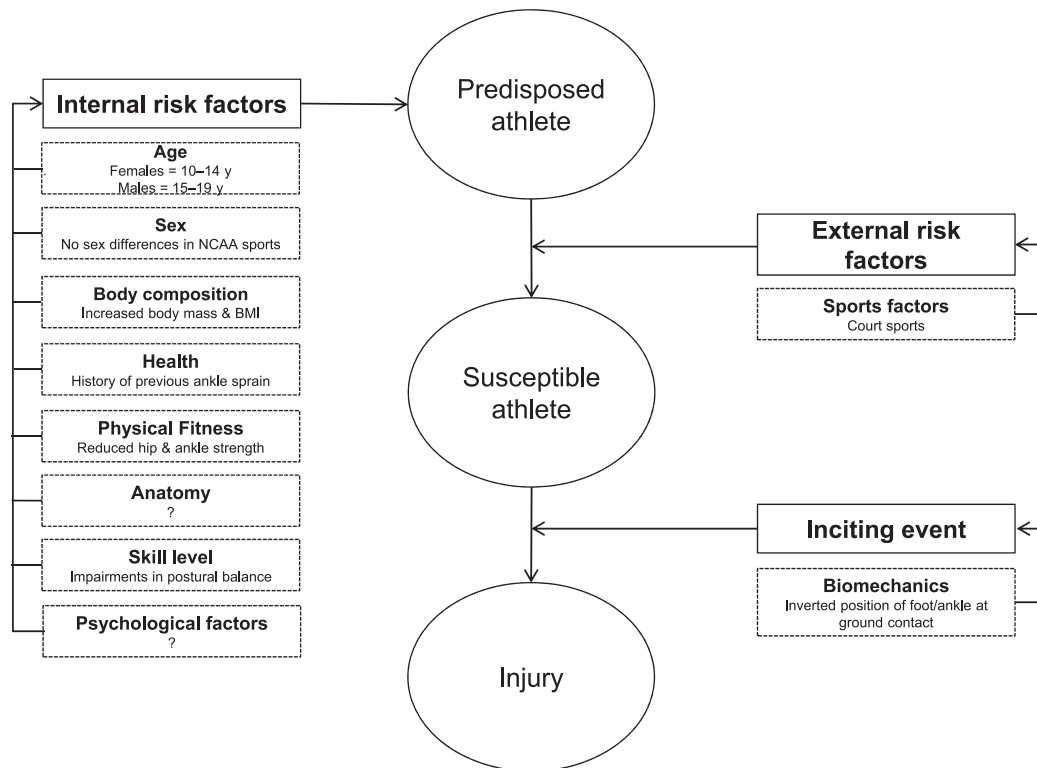 Internal risk factors
Age
Females = 10–14 y
Males = 15–19 y
Sex
No sex differences in NCAA sports
Body composition
Increased body mass & BMI
Health
History of previous ankle sprain
Physical Fitness
Reduced hip & ankle strength
Anatomy
?
Skill level
Impairments in postural balance
Psychological factors
?
Predisposed
athlete
Susceptible
athlete
Injury
External risk
factors
Sports factors
Court sports
Inciting event
Biomechanics
Inverted position of foot/ankle at
ground contact